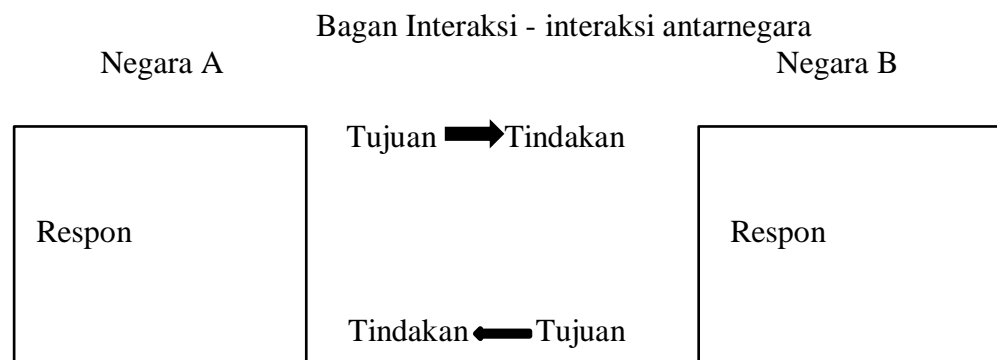 Bagan Interaksi - interaksi antarnegara
Negara A Negara B
Tujuan Tindakan
Respon Respon
Tindakan Tujuan